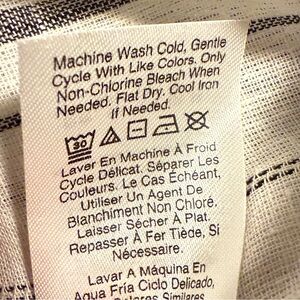 Machine Wash Cold, Gentle
Cycle With Like Colors. Only
Non-Chlorine Bleach When
Needed. Flat Dry. Cool Iron
If Needed.
30
Laver En Machine À Froid
Cycle Délicat. Séparer Les
Couleurs. Le Cas Échéant,
Utiliser Un Agent De
Blanchiment Non Chloré.
Laisser Sécher À Plat.
Repasser À Fer Tiède, Si
Nécessaire.
Lavar A Máquina En
Agua Fría Ciclo Delicado,
Colores Similares